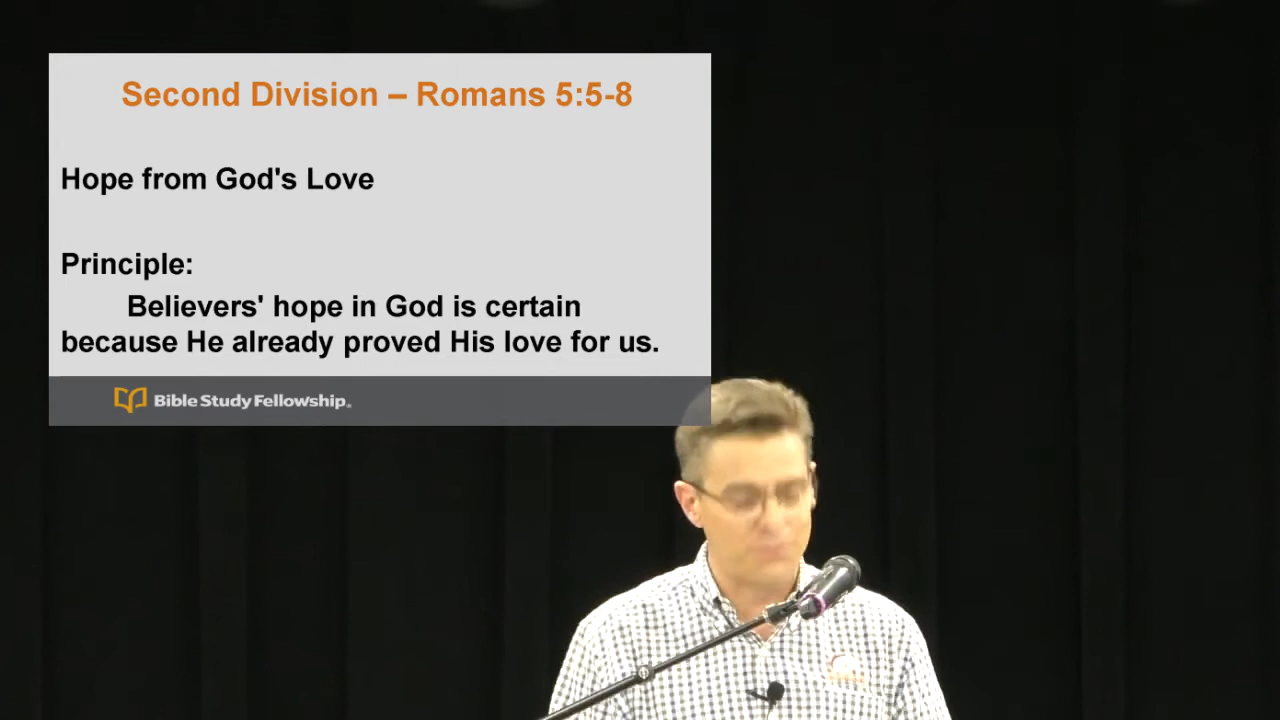 Second Division – Romans 5:5-8
Hope from God's Love
Principle:
Believers' hope in God is certain
because He already proved His love for us.
Bible Study Fellowship®